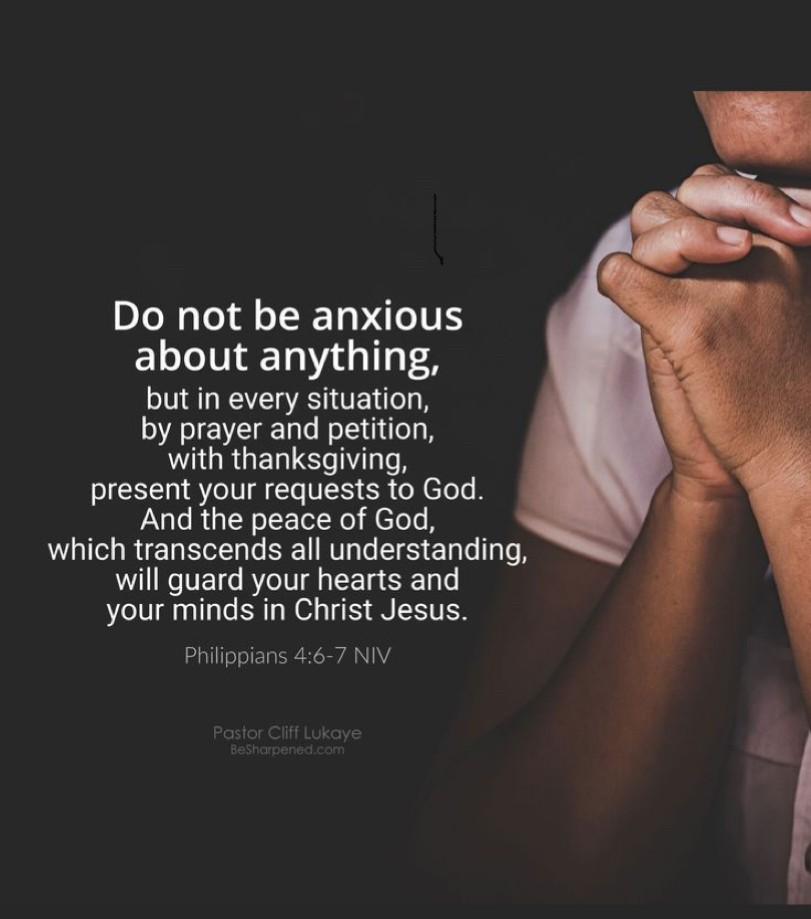 Do not be anxious
about anything,
but in every situation,
by prayer and petition,
with thanksgiving,
present your requests to God.
And the peace of God,
which transcends all understanding,
will guard your hearts and
your minds in Christ Jesus.
Philippians 4:6-7 NIV
Pastor Cliff Lukaye
BeSharpened.com